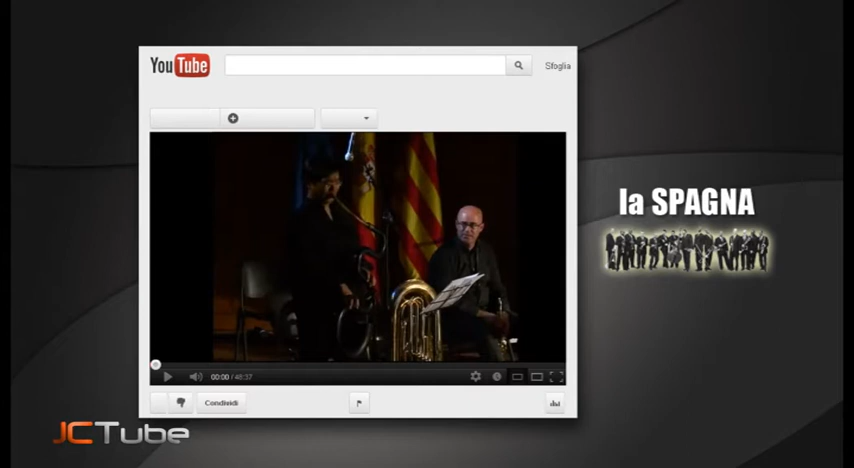 YouTube
Sfoglia
la SPAGNA
00:00 / 48:37
Condividi
JCTube